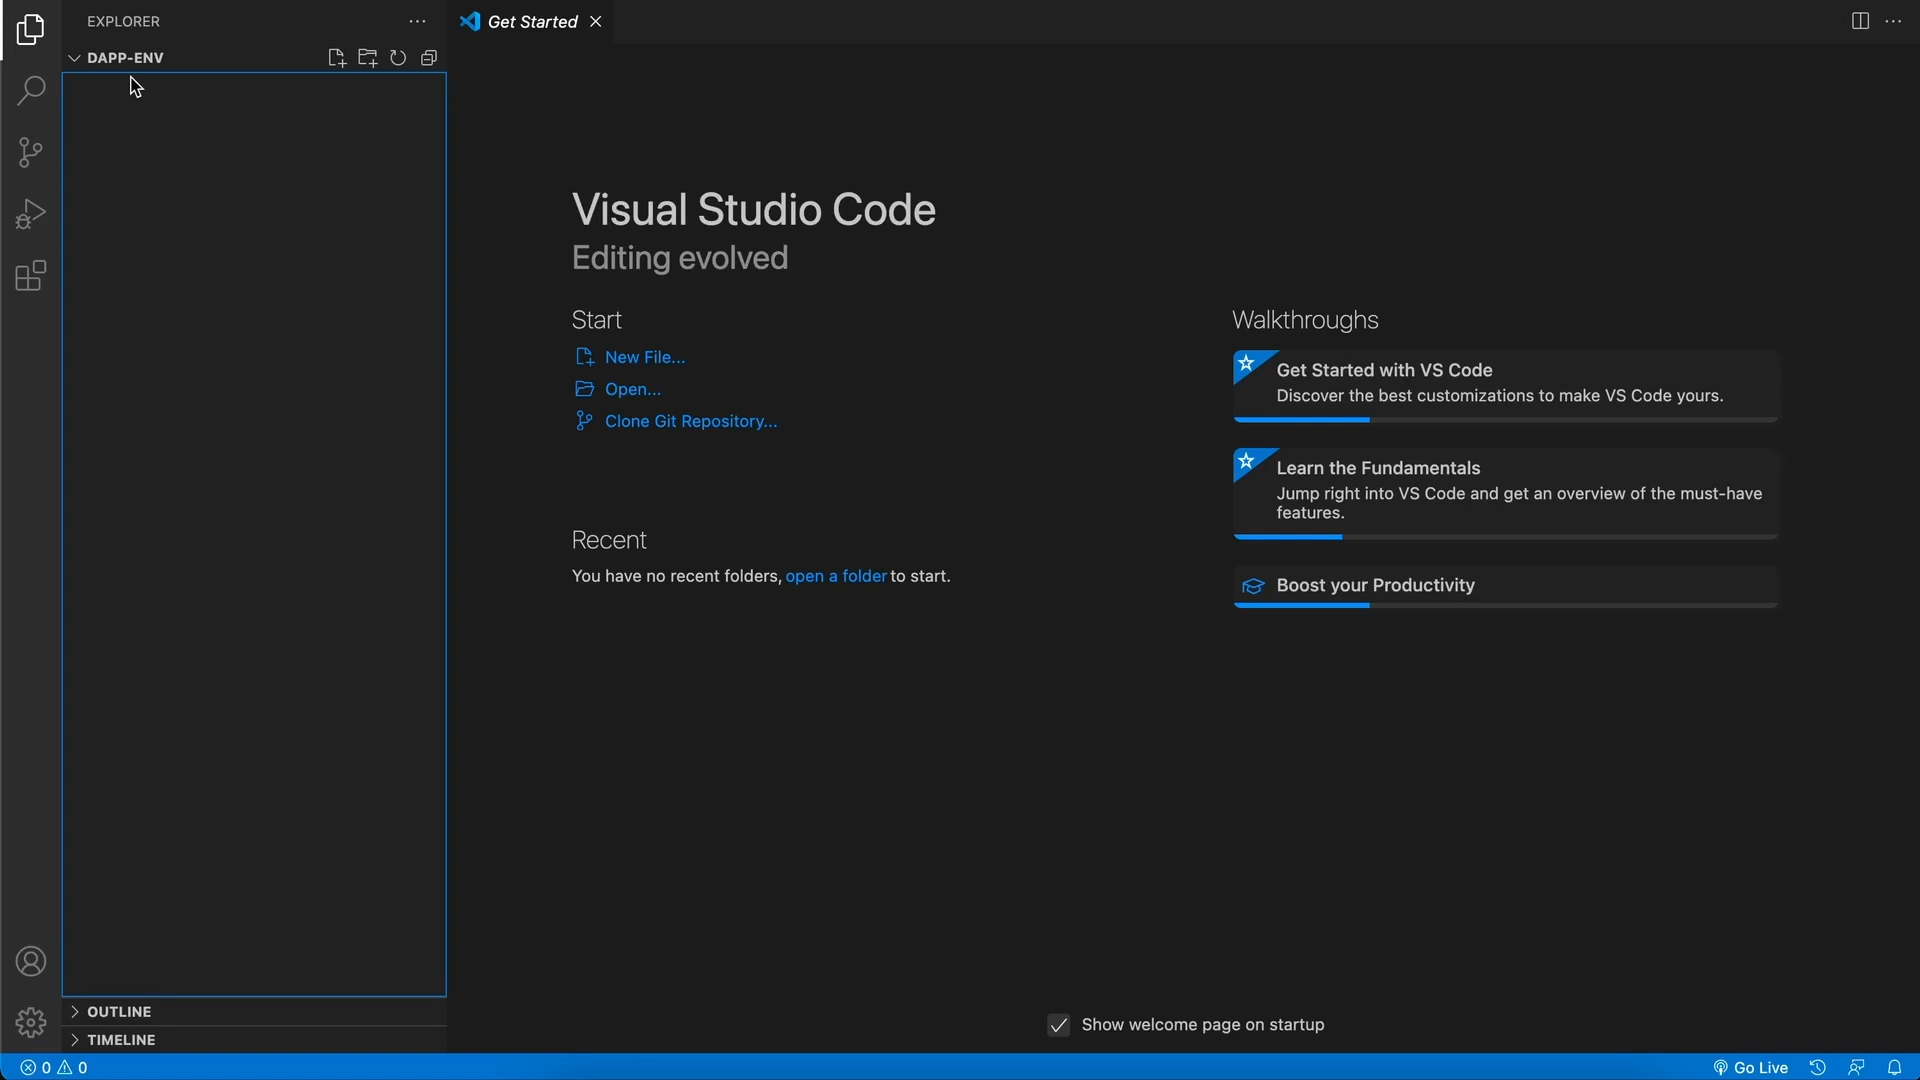 EXPLORER
DAPP-ENV
Get Started
Visual Studio Code
Editing evolved
Start
New File...
Open...
Clone Git Repository...
Recent
You have no recent folders, open a folder to start.
Walkthroughs
Get Started with VS Code
Discover the best customizations to make VS Code yours.
Learn the Fundamentals
Jump right into VS Code and get an overview of the must-have
features.
Boost your Productivity
Show welcome page on startup
OUTLINE
TIMELINE
0 0
Go Live